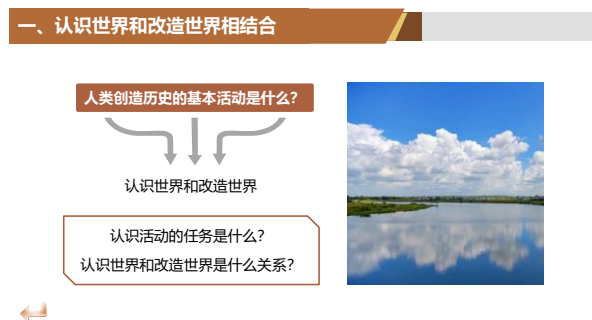 一、认识世界和改造世界相结合
人类创造历史的基本活动是什么?
认识世界和改造世界
认识活动的任务是什么?
认识世界和改造世界是什么关系?